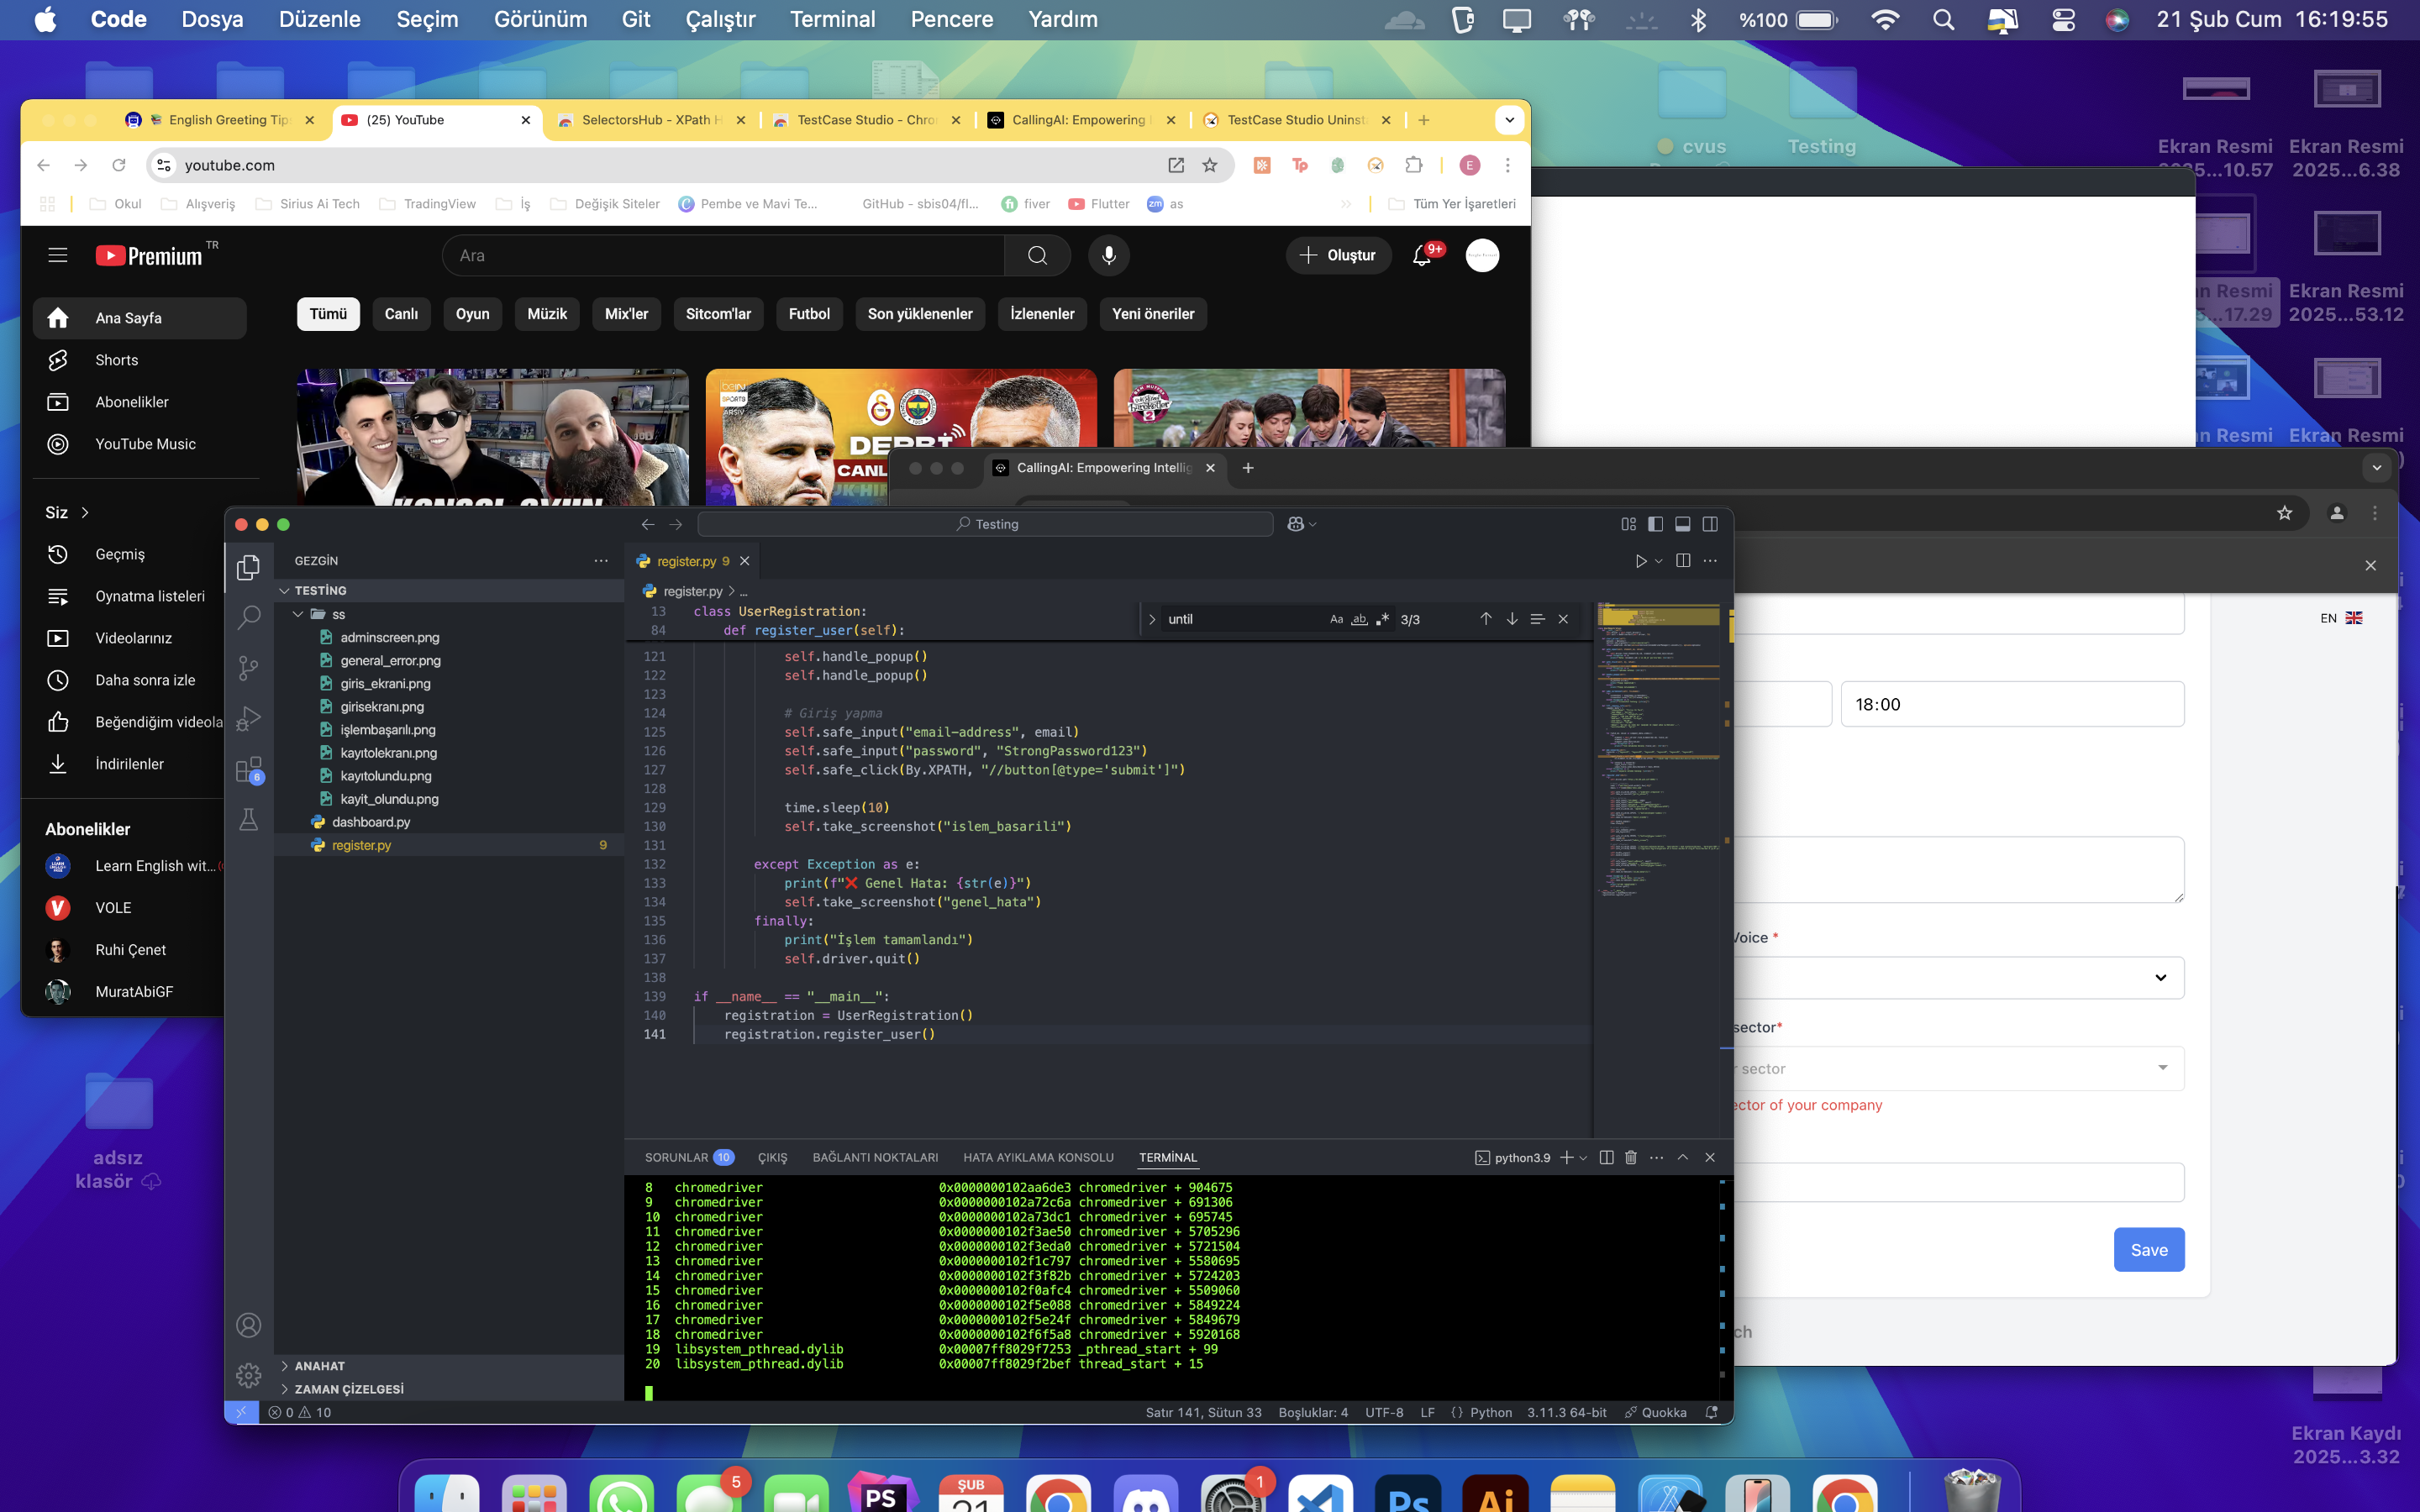 Code Dosya Düzenle Seçim Görünüm Git Çalıştır Terminal Pencere Yardım %100 21 Şub Cum 16:19:55
English Greeting Tip
(25) YouTube
SelectorsHub - XPath H
TestCase Studio - Chro
CallingAI: Empowering
TestCase Studio Uninst
youtube.com
E
Okul Alışveriş Sirius Ai Tech TradingView İş Değişik Siteler Pembe ve Mavi Te... GitHub - sbis04/fl... fiver Flutter as
Tüm Yer İşaretleri
Premium TR
Ara
Oluştur
9+
Ana Sayfa
Shorts
Abonelikler
YouTube Music
Siz
Geçmiş
Oynatma listeleri
Videolarınız
Daha sonra izle
Beğendiğim videola
İndirilenler
Abonelikler
Learn English wit...
VOLE
Ruhi Çenet
MuratAbiGF
Tümü Canlı Oyun Müzik Mix'ler Sitcom'lar Futbol Son yüklenenler İzlenenler Yeni öneriler
beIN
SPORTS
DERBİ
CANL
cvus
Testing
Ekran Resmi
2025...6.38
Ekran Resmi
5...10.57
n Resmi
5...17.29
Ekran Resmi
2025...53.12
n Resmi
Ekran Resmi
CallingAI: Empowering Intellig
EN
18:00
Voice *
sector*
sector
ector of your company
Save
ch
Testing
GEZGİN
TESTİNG
ss
adminscreen.png
general_error.png
giris_ekrani.png
girisekranı.png
işlembaşarılı.png
kayıtolekranı.png
kayıtolundu.png
kayit_olundu.png
dashboard.py
register.py 9
ANAHAT
ZAMAN ÇİZELGESİ
6
register.py 9
register.py > ...
until
Aa ab 3/3
13 class UserRegistration:
84 def register_user(self):
121 self.handle_popup()
122 self.handle_popup()
123
124 # Giriş yapma
125 self.safe_input("email-address", email)
126 self.safe_input("password", "StrongPassword123")
127 self.safe_click(By.XPATH, "//button[@type='submit']")
128
129 time.sleep(10)
130 self.take_screenshot("islem_basarili")
131
132 except Exception as e:
133 print(f"❌ Genel Hata: {str(e)}")
134 self.take_screenshot("genel_hata")
135 finally:
136 print("İşlem tamamlandı")
137 self.driver.quit()
138
139 if __name__ == "__main__":
140 registration = UserRegistration()
141 registration.register_user()
SORUNLAR 10 ÇIKIŞ BAĞLANTI NOKTALARI HATA AYIKLAMA KONSOLU TERMİNAL
python3.9
8 chromedriver 0x0000000102aa6de3 chromedriver + 904675
9 chromedriver 0x0000000102a72c6a chromedriver + 691306
10 chromedriver 0x0000000102a73dc1 chromedriver + 695745
11 chromedriver 0x0000000102f3ae50 chromedriver + 5705296
12 chromedriver 0x0000000102f3eda0 chromedriver + 5721504
13 chromedriver 0x0000000102f1c797 chromedriver + 5580695
14 chromedriver 0x0000000102f3f82b chromedriver + 5724203
15 chromedriver 0x0000000102f0afc4 chromedriver + 5509060
16 chromedriver 0x0000000102f5e088 chromedriver + 5849224
17 chromedriver 0x0000000102f5e24f chromedriver + 5849679
18 chromedriver 0x0000000102f6f5a8 chromedriver + 5920168
19 libsystem_pthread.dylib 0x00007ff8029f7253 _pthread_start + 99
20 libsystem_pthread.dylib 0x00007ff8029f2bef thread_start + 15
0 10
Satır 141, Sütun 33 Boşluklar: 4 UTF-8 LF Python 3.11.3 64-bit Quokka
adsız
klasör
Ekran Kaydı
2025...3.32
5
PS
ŞUB
21
1
Ps
Ai